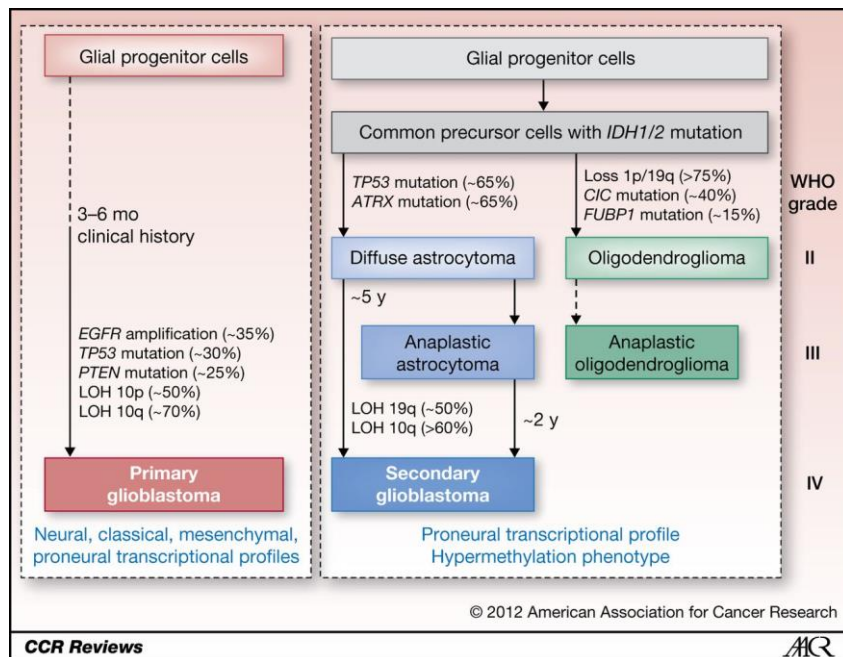 Glial progenitor cells
3–6 mo
clinical history
EGFR amplification (~35%)
TP53 mutation (~30%)
PTEN mutation (~25%)
LOH 10p (~50%)
LOH 10q (~70%)
Primary
glioblastoma
Neural, classical, mesenchymal,
proneural transcriptional profiles
Glial progenitor cells
Common precursor cells with IDH1/2 mutation
TP53 mutation (~65%)
ATRX mutation (~65%)
Loss 1p/19q (>75%)
CIC mutation (~40%)
FUBP1 mutation (~15%)
WHO
grade
Diffuse astrocytoma
Oligodendroglioma
II
~5 y
Anaplastic
astrocytoma
Anaplastic
oligodendroglioma
III
LOH 19q (~50%)
LOH 10q (>60%)
~2 y
Secondary
glioblastoma
IV
Proneural transcriptional profile
Hypermethylation phenotype
© 2012 American Association for Cancer Research
CCR Reviews
AACR